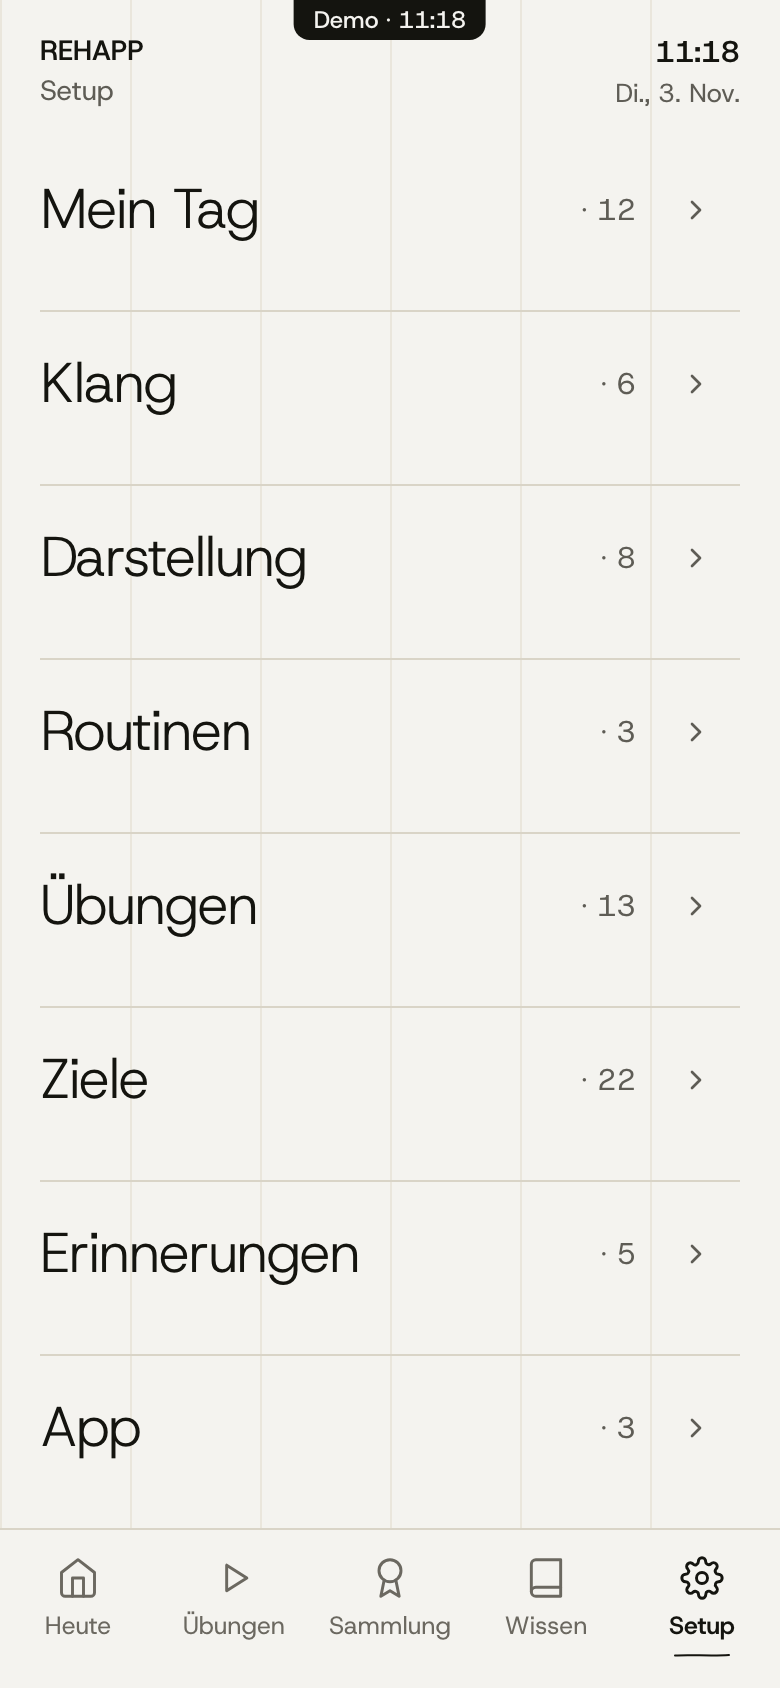 Demo · 11:18
REHAPP 11:18
Setup Di., 3. Nov.
Mein Tag · 12
Klang · 6
Darstellung · 8
Routinen · 3
Übungen · 13
Ziele · 22
Erinnerungen · 5
App · 3
Heute Übungen Sammlung Wissen Setup